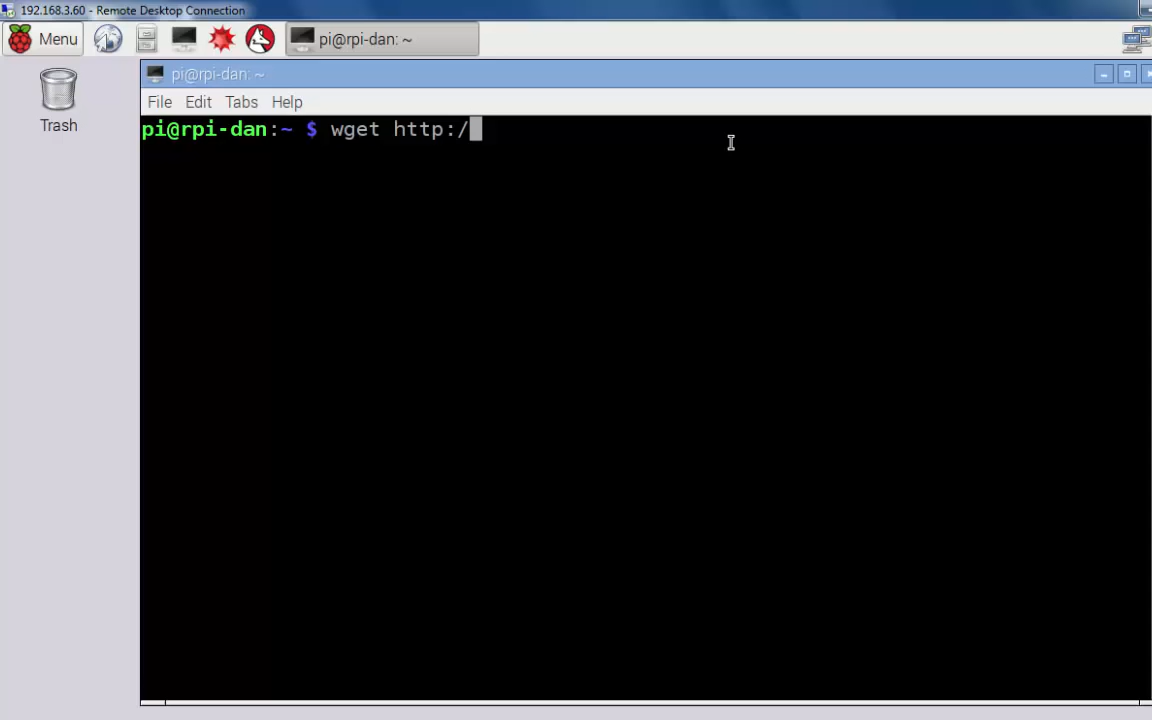 192.168.3.60 - Remote Desktop Connection
Menu
pi@rpi-dan: ~
Trash
pi@rpi-dan: ~
File Edit Tabs Help
pi@rpi-dan:~ $ wget http:/